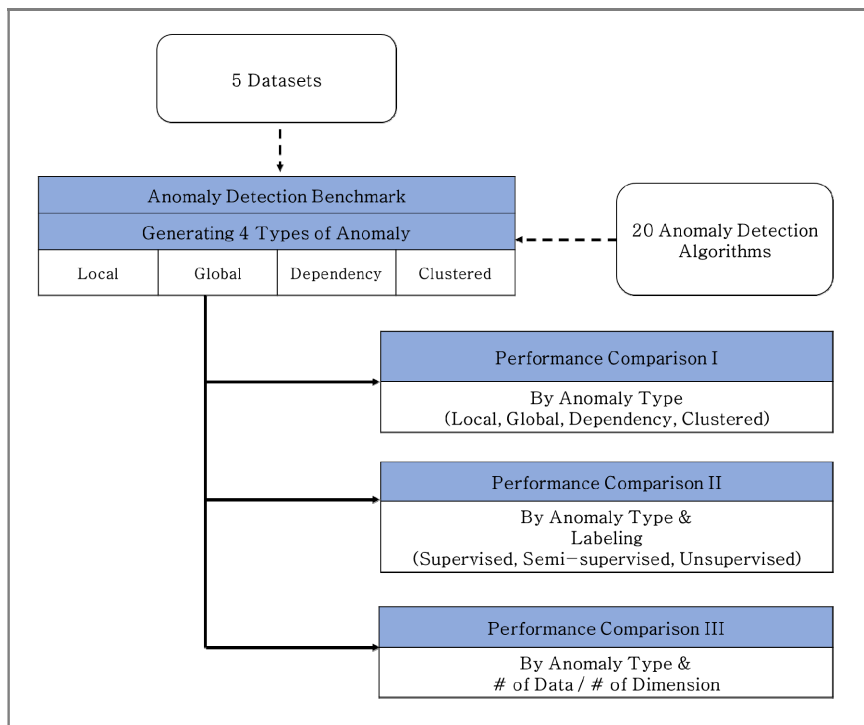 5 Datasets
Anomaly Detection Benchmark
Generating 4 Types of Anomaly
Local
Global
Dependency
Clustered
20 Anomaly Detection
Algorithms
Performance Comparison I
By Anomaly Type
(Local, Global, Dependency, Clustered)
Performance Comparison II
By Anomaly Type &
Labeling
(Supervised, Semi-supervised, Unsupervised)
Performance Comparison III
By Anomaly Type &
# of Data / # of Dimension